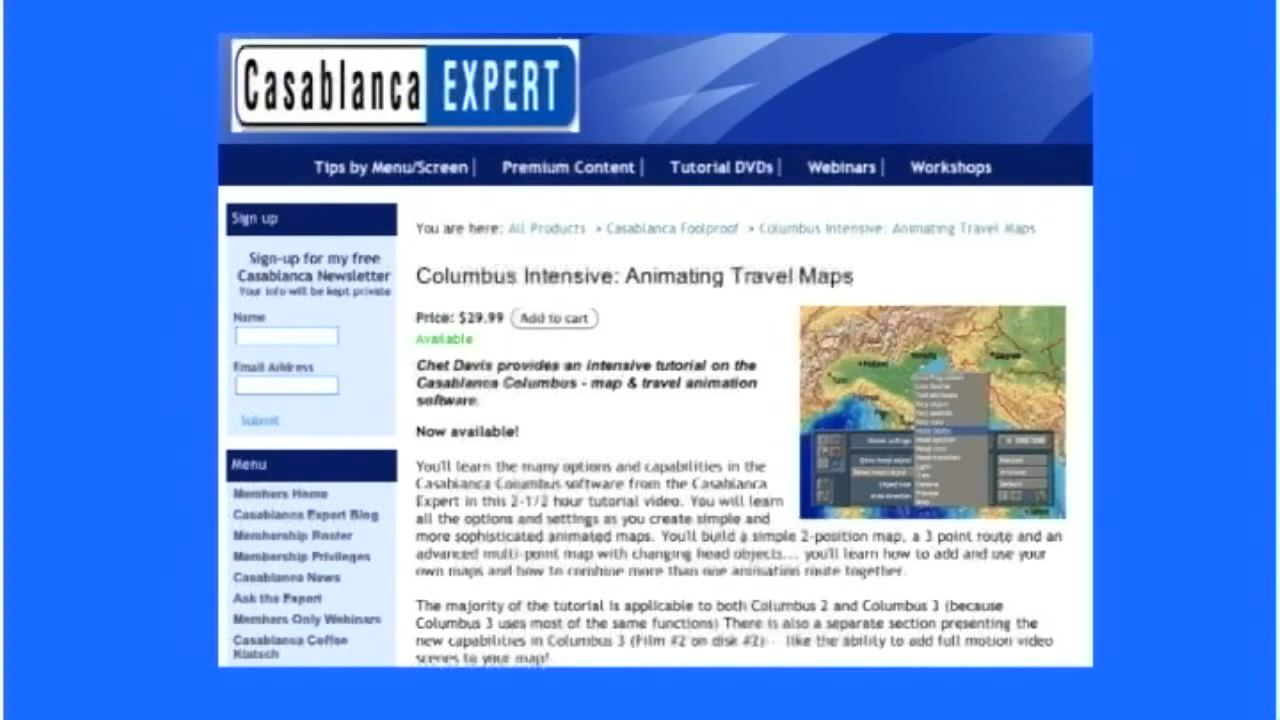 Casablanca EXPERT
Tips by Menu/Screen | Premium Content | Tutorial DVDs | Webinars | Workshops
Sign up
Sign-up for my free
Casablanca Newsletter
Your info will be kept private
Name
Email Address
Submit
Menu
Members Home
Casablanca Expert Blog
Membership Roster
Membership Privileges
Casablanca News
Ask the Expert
Members Only Webinars
Casablanca Coffee
Klatsch
You are here: All Products > Casablanca Foolproof > Columbus Intensive: Animating Travel Maps
Columbus Intensive: Animating Travel Maps
Price: $29.99 Add to cart
Available
Chet Davis provides an intensive tutorial on the
Casablanca Columbus - map & travel animation
software.
Now available!
You'll learn the many options and capabilities in the
Casablanca Columbus software from the Casablanca
Expert in this 2-1/2 hour tutorial video. You will learn
all the options and settings as you create simple and
more sophisticated animated maps. You'll build a simple 2-position map, a 3 point route and an
advanced multi-point map with changing head objects... you'll learn how to add and use your
own maps and how to combine more than one animation route together.
The majority of the tutorial is applicable to both Columbus 2 and Columbus 3 (because
Columbus 3 uses most of the same functions) There is also a separate section presenting the
new capabilities in Columbus 3 (Film #2 on disk #2)... like the ability to add full motion video
scenes to your map!